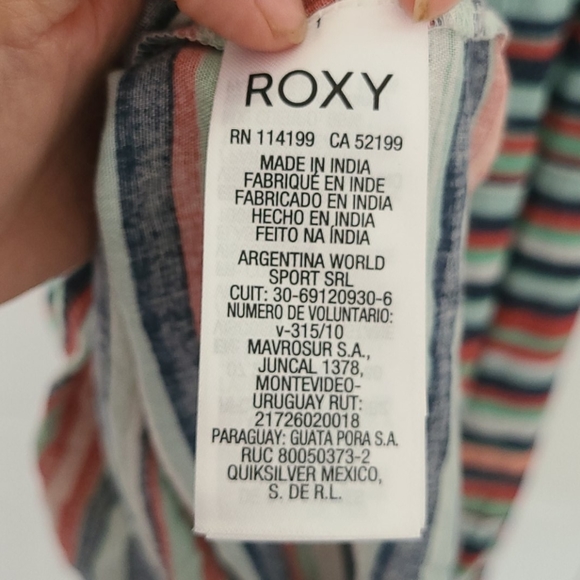 ROXY
RN 114199 CA 52199
MADE IN INDIA
FABRIQUÉ EN INDE
FABRICADO EN INDIA
HECHO EN INDIA
FEITO NA ÍNDIA
ARGENTINA WORLD
SPORT SRL
CUIT: 30-69120930-6
NUMERO DE VOLUNTARIO:
v-315/10
MAVROSUR S.A.,
JUNCAL 1378,
MONTEVIDEO-
URUGUAY RUT:
21726020018
PARAGUAY: GUATA PORA S.A.
RUC 80050373-2
QUIKSILVER MEXICO,
S. DE R.L.